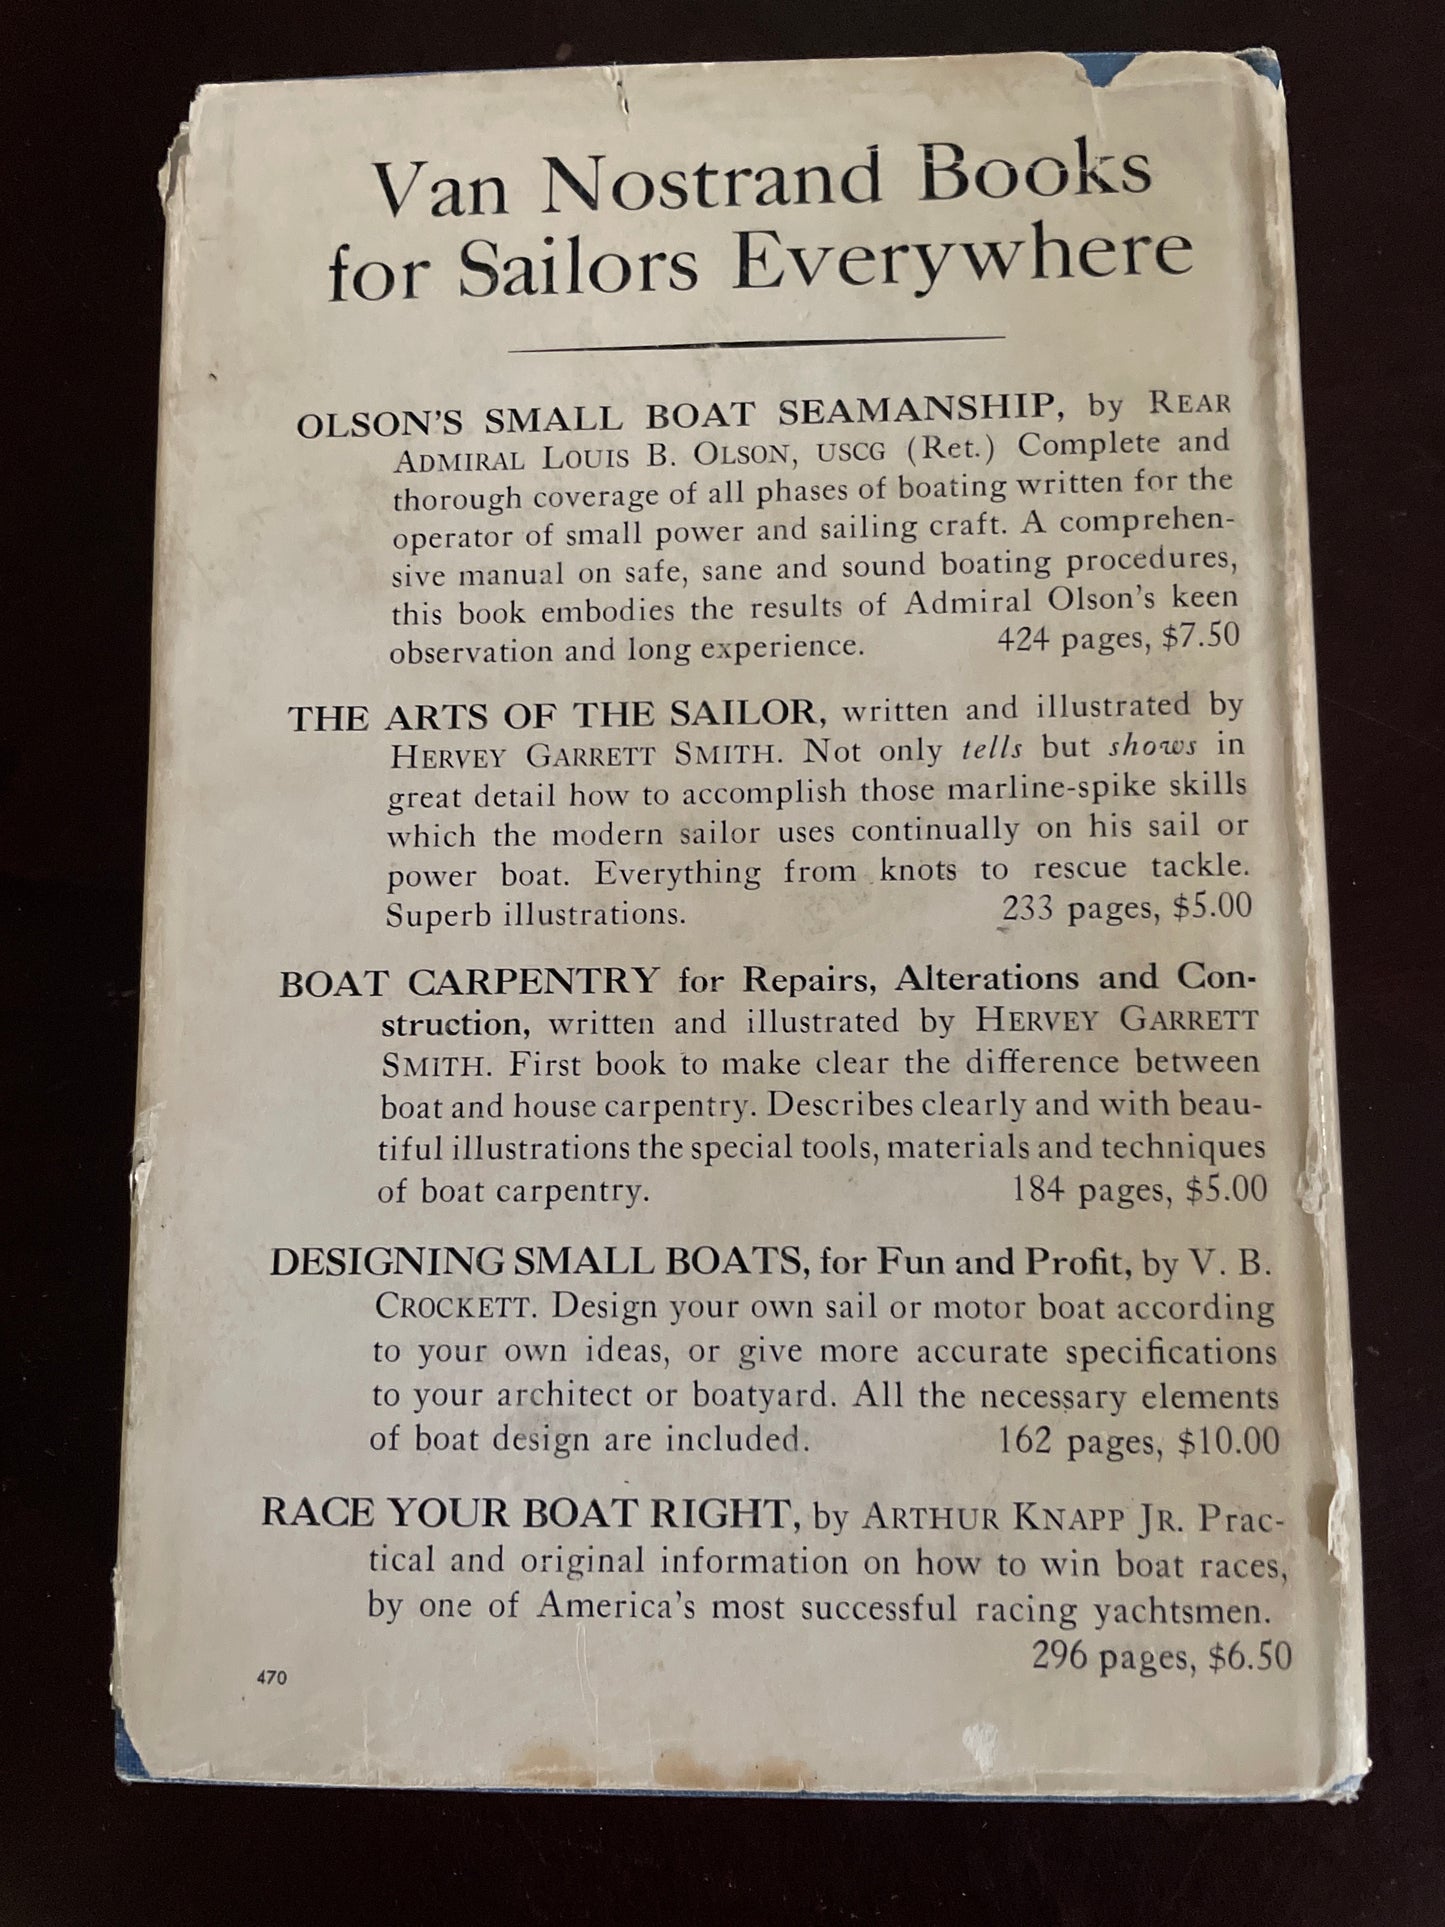 Van Nostrand Books
for Sailors Everywhere
OLSON'S SMALL BOAT SEAMANSHIP, by REAR
ADMIRAL LOUIS B. OLSON, USCG (Ret.) Complete and
thorough coverage of all phases of boating written for the
operator of small power and sailing craft. A comprehen-
sive manual on safe, sane and sound boating procedures,
this book embodies the results of Admiral Olson's keen
observation and long experience. 424 pages, $7.50
THE ARTS OF THE SAILOR, written and illustrated by
HERVEY GARRETT SMITH. Not only tells but shows in
great detail how to accomplish those marline-spike skills
which the modern sailor uses continually on his sail or
power boat. Everything from knots to rescue tackle.
Superb illustrations. 233 pages, $5.00
BOAT CARPENTRY for Repairs, Alterations and Con-
struction, written and illustrated by HERVEY GARRETT
SMITH. First book to make clear the difference between
boat and house carpentry. Describes clearly and with beau-
tiful illustrations the special tools, materials and techniques
of boat carpentry. 184 pages, $5.00
DESIGNING SMALL BOATS, for Fun and Profit, by V. B.
CROCKETT. Design your own sail or motor boat according
to your own ideas, or give more accurate specifications
to your architect or boatyard. All the necessary elements
of boat design are included. 162 pages, $10.00
RACE YOUR BOAT RIGHT, by ARTHUR KNAPP JR. Prac-
tical and original information on how to win boat races,
by one of America's most successful racing yachtsmen.
296 pages, $6.50
470